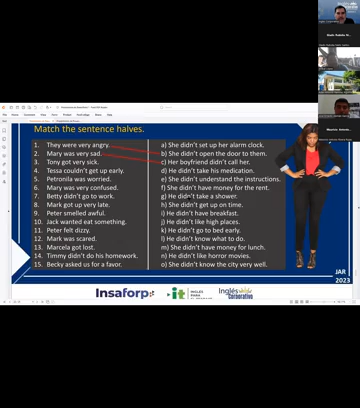 Match the sentence halves.
1. They were very angry.
2. Mary was very sad.
3. Tony got very sick.
4. Tessa couldn't get up early.
5. Petronila was worried.
6. Mary was very confused.
7. Betty didn't go to work.
8. Mark got up very late.
9. Peter smelled awful.
10. Jack wanted eat something.
11. Peter felt dizzy.
12. Mark was scared.
13. Marcela got lost.
14. Timmy didn't do his homework.
15. Becky asked us for a favor.
a) She didn't set up her alarm clock.
b) She didn't open the door to them.
c) Her boyfriend didn't call her.
d) He didn't take his medication.
e) She didn't understand the instructions.
f) She didn't have money for the rent.
g) He didn't take a shower.
h) She didn't get up on time.
i) He didn't have breakfast.
j) He didn't like high places.
k) He didn't go to bed early.
l) He didn't know what to do.
m) She didn't have money for lunch.
n) He didn't like horror movies.
o) She didn't know the city very well.
JAR
2023
Insaforp
it
INGLÉS
PARA
Inglés
Corporativo